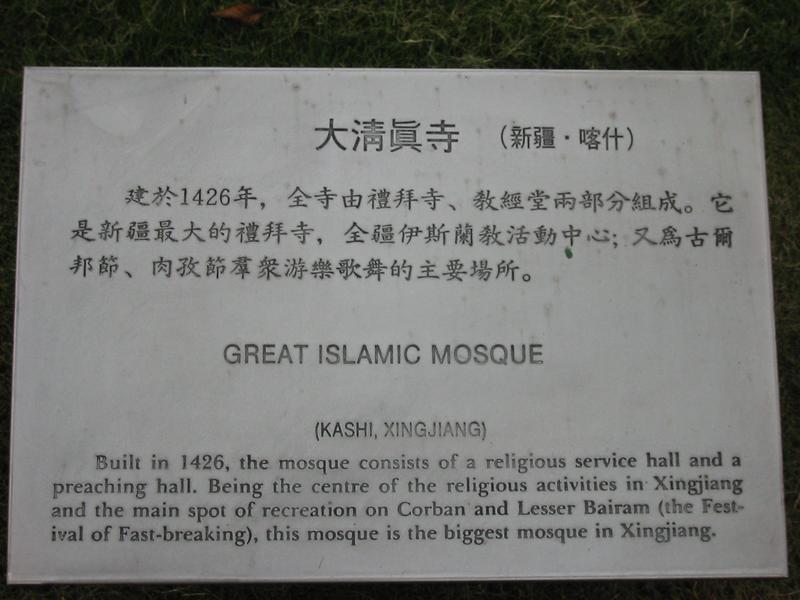 大清眞寺 （新疆·喀什）
建於1426年，全寺由禮拜寺、敎經堂兩部分組成。它
是新疆最大的禮拜寺，全疆伊斯蘭敎活動中心；又爲古爾
邦節、肉孜節羣衆游樂歌舞的主要場所。
GREAT ISLAMIC MOSQUE
(KASHI, XINGJIANG)
Built in 1426, the mosque consists of a religious service hall and a
preaching hall. Being the centre of the religious activities in Xingjiang
and the main spot of recreation on Corban and Lesser Bairam (the Fest-
ival of Fast-breaking), this mosque is the biggest mosque in Xingjiang.